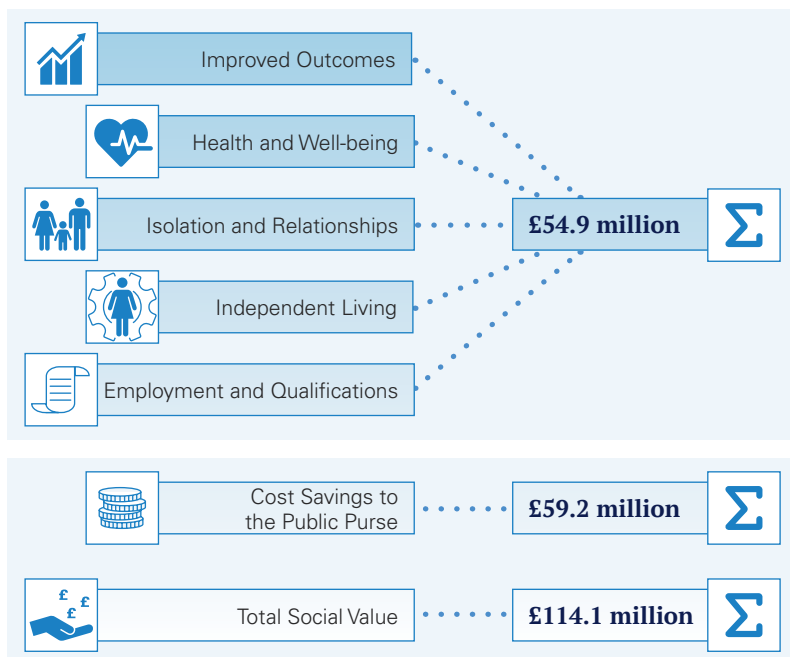 Improved Outcomes
Health and Well-being
Isolation and Relationships
£54.9 million
Σ
Independent Living
Employment and Qualifications
Cost Savings to
the Public Purse
£59.2 million
Σ
£ £
£
Total Social Value
£114.1 million
Σ